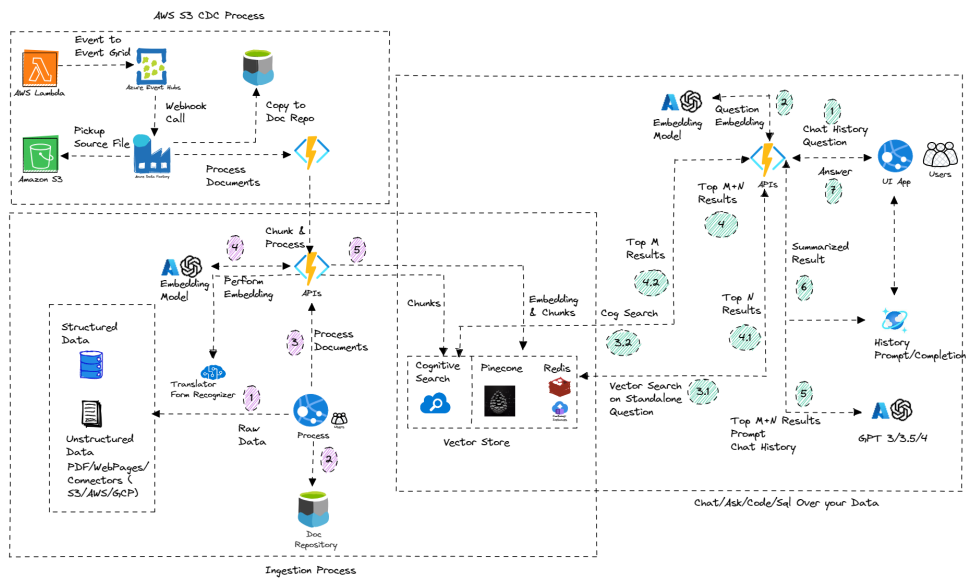 AWS S3 CDC Process
Event to
Event Grid
AWS Lambda
Azure Event Hubs
Webhook
Call
Copy to
Doc Repo
Pickup
Source File
Amazon S3
Azure Data Factory
Process
Documents
Chunk &
Process
4
5
Embedding
Model
Perform
Embedding
APIs
Chunks
Embedding
& Chunks
Structured
Data
3
Process
Documents
Translator
Form Recognizer
1
Raw
Data
Process
Users
Unstructured
Data
PDF/WebPages/
Connectors (
S3/AWS/GCP)
2
Doc
Repository
Ingestion Process
Cognitive
Search
Pinecone
Redis
Vector Store
Embedding
Model
Question
Embedding
2
1
Chat History
Question
APIs
Answer
7
UI App
Users
Top M+N
Results
4
Top M
Results
4.2
Summarized
Result
6
Cog Search
3.2
Top N
Results
4.1
History
Prompt/Completion
Vector Search
on Standalone
Question
3.1
5
Top M+N Results
Prompt
Chat History
GPT 3/3.5/4
Chat/Ask/Code/Sql Over your Data